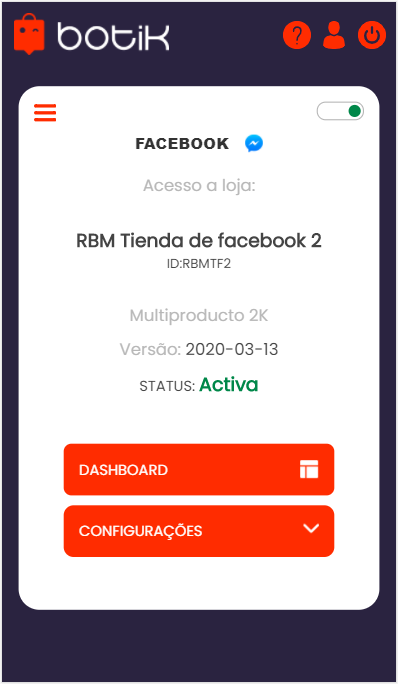 botik
FACEBOOK
Acesso a loja:
RBM Tienda de facebook 2
ID:RBMTF2
Multiproducto 2K
Versão: 2020-03-13
STATUS: Activa
DASHBOARD
CONFIGURAÇÕES